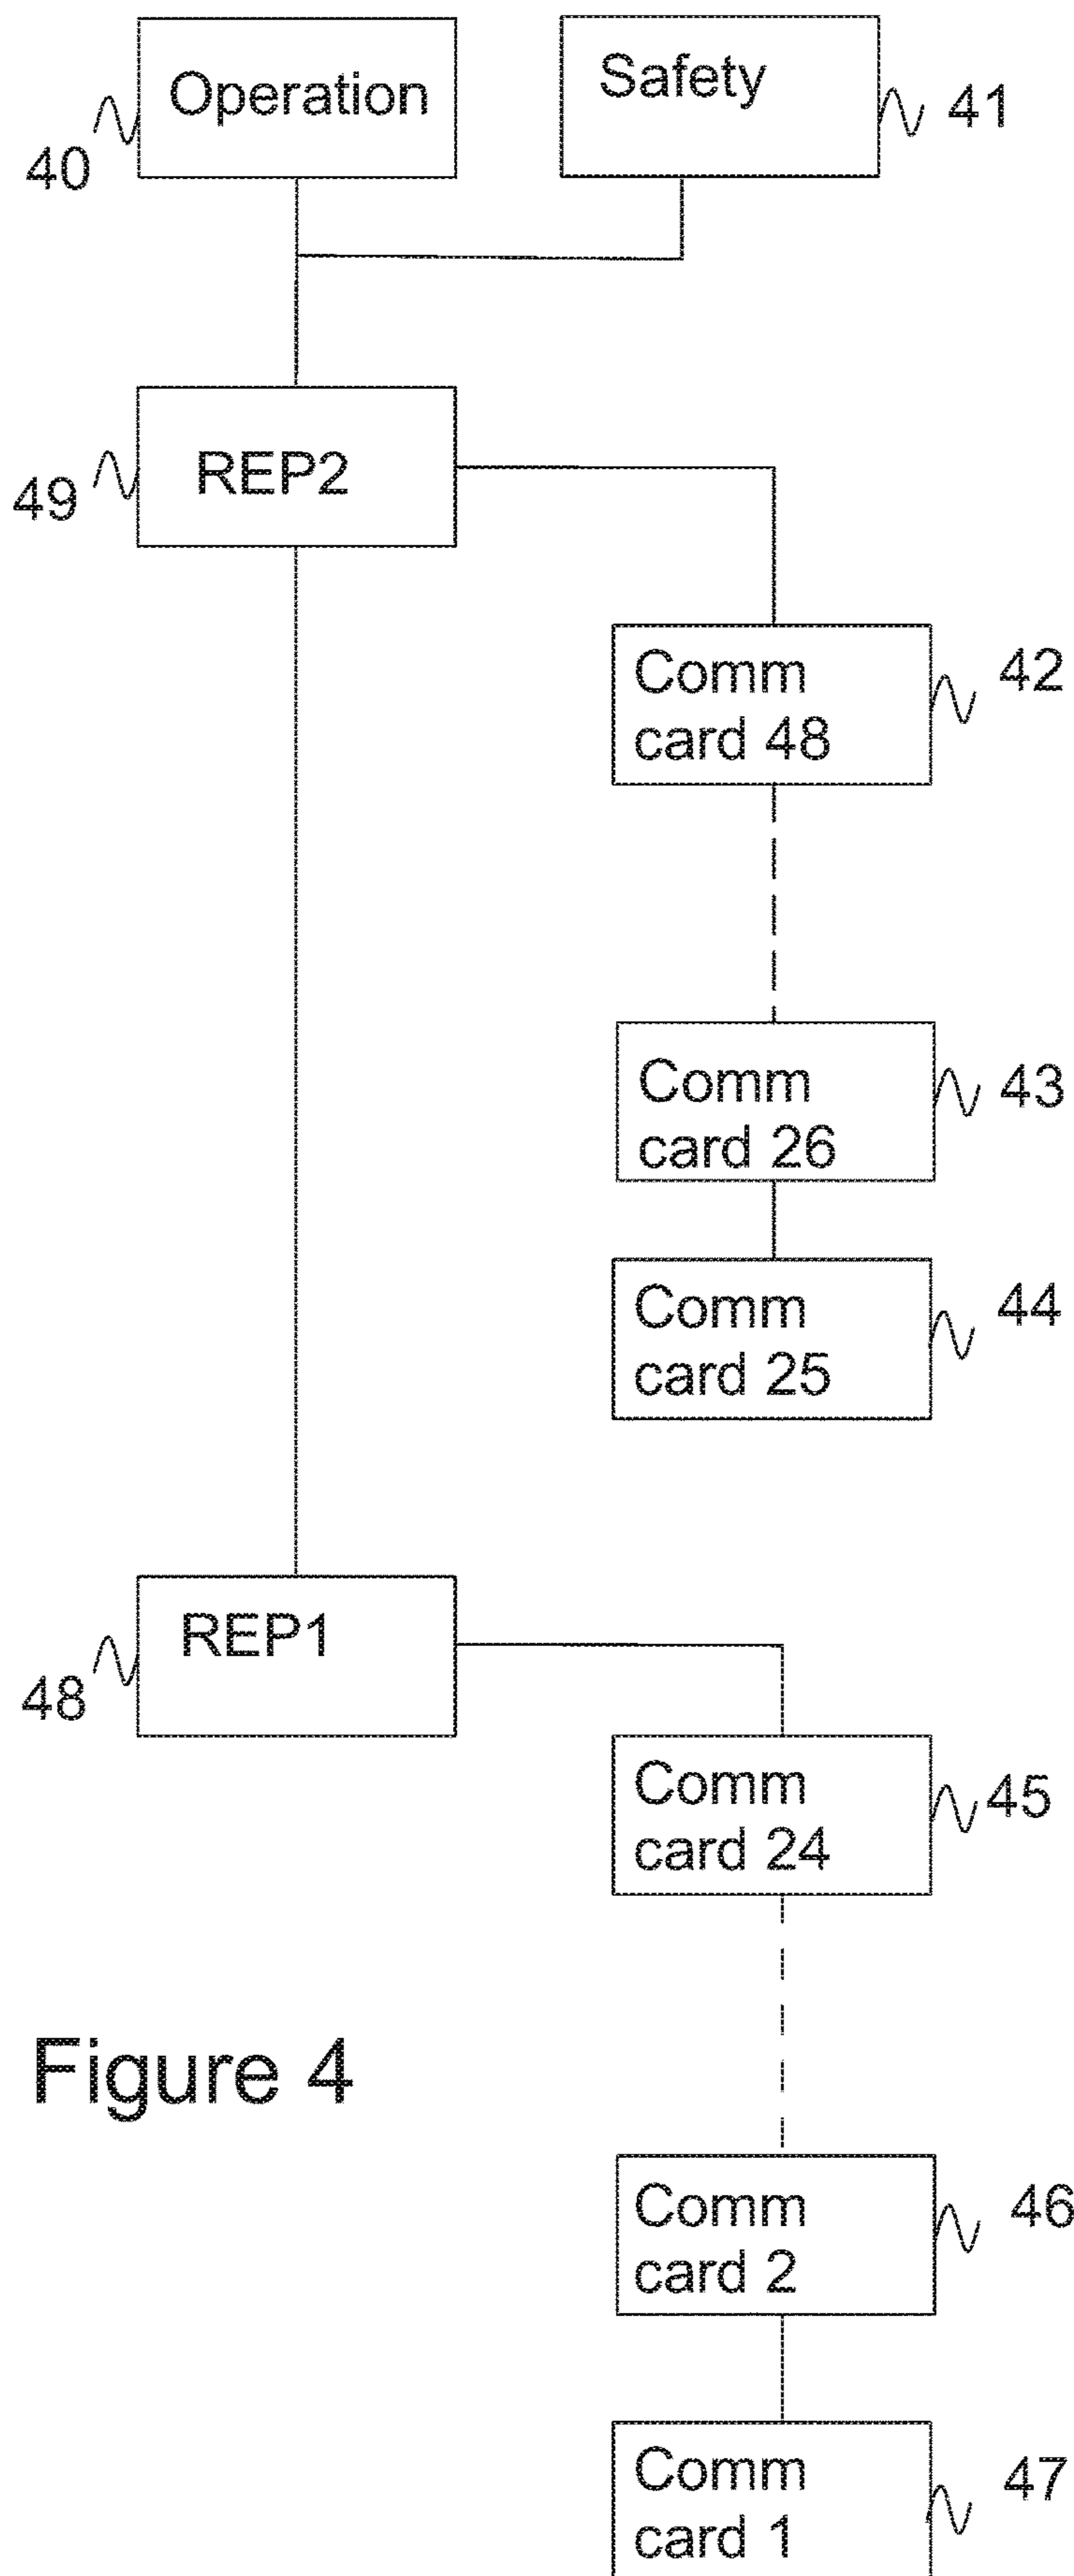 Operation
Safety
40
41
REP2
49
Comm
card 48
42
Comm
card 26
43
Comm
card 25
44
REP1
48
Comm
card 24
45
Figure 4
Comm
card 2
46
Comm
card 1
47